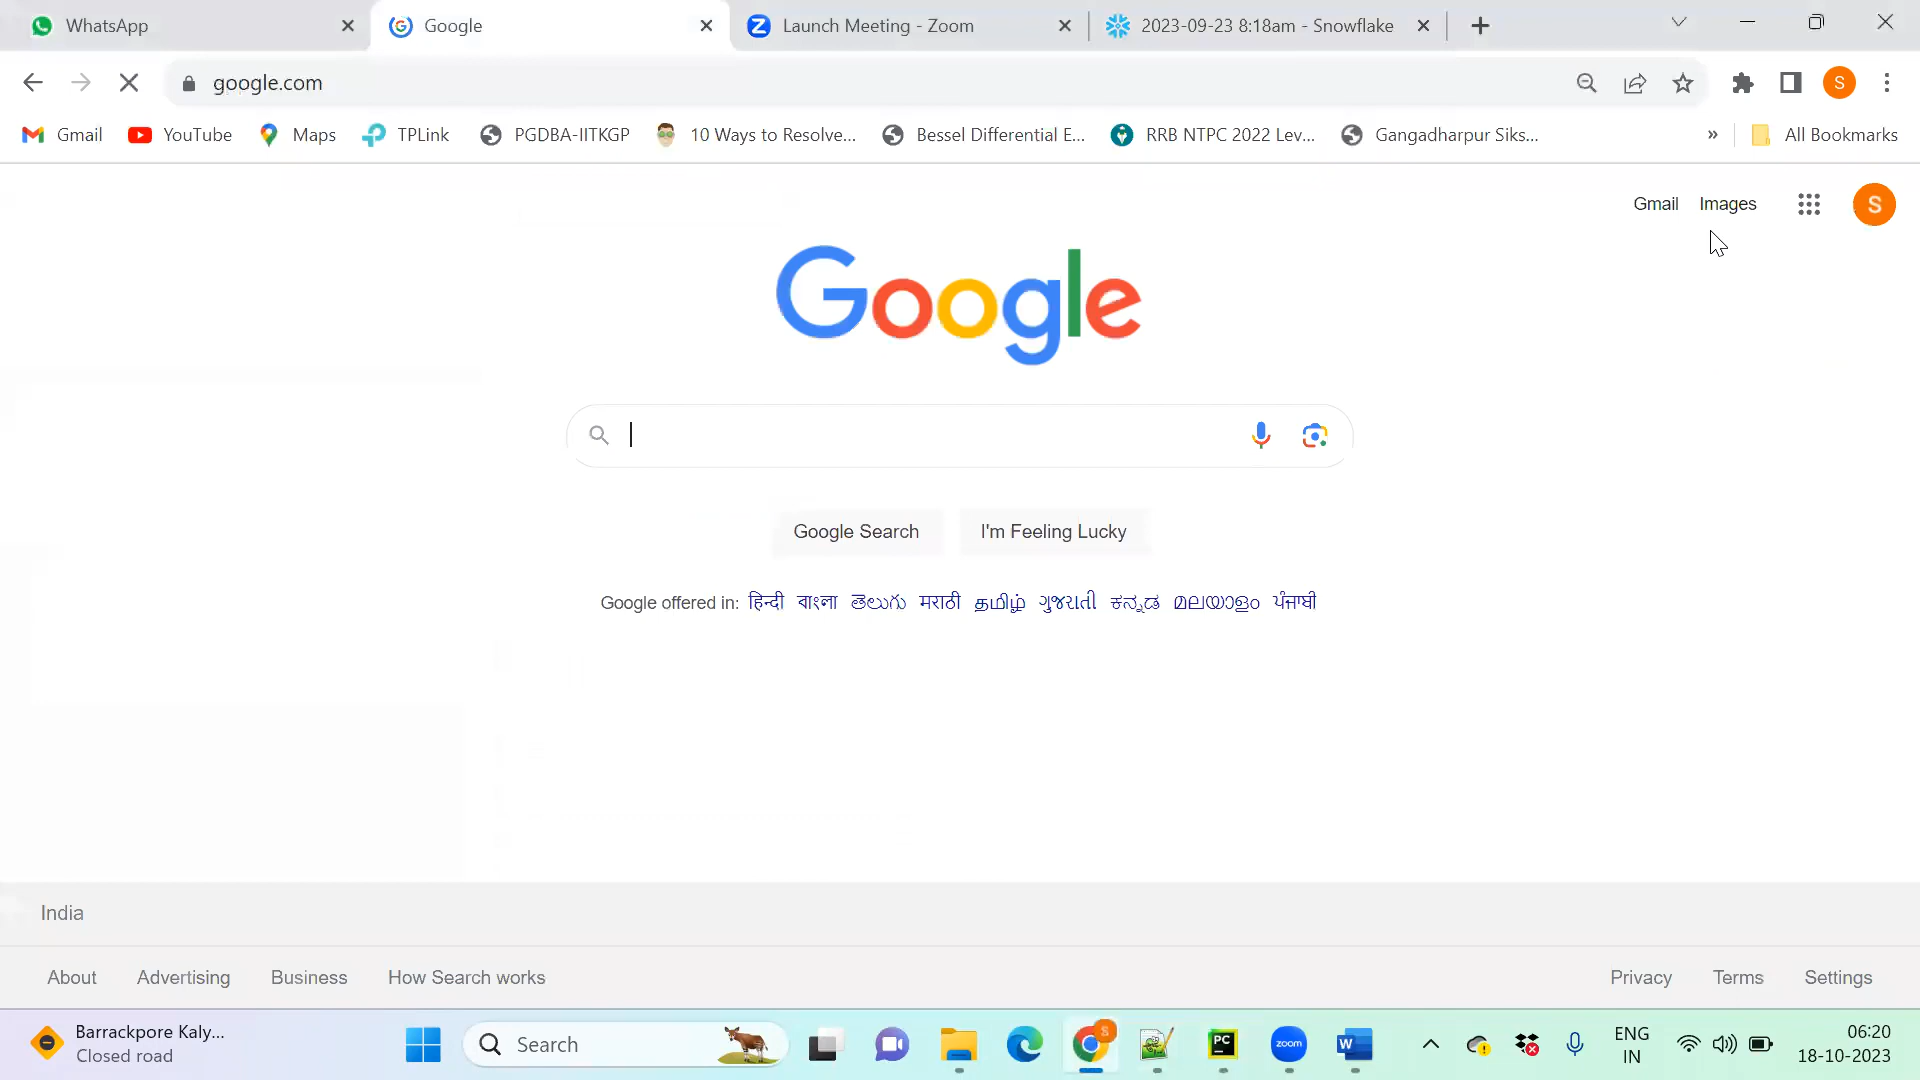 WhatsApp
Google
Launch Meeting - Zoom
2023-09-23 8:18am - Snowflake
google.com
S
Gmail
YouTube
Maps
TPLink
PGDBA-IITKGP
10 Ways to Resolve...
Bessel Differential E...
RRB NTPC 2022 Lev...
Gangadharpur Siks...
»
All Bookmarks
Gmail Images
S
Google
Google Search
I'm Feeling Lucky
Google offered in: हिन्दी বাংলা తెలుగు मराठी தமிழ் ગુજરાતી ಕನ್ನಡ മലയാളം ਪੰਜਾਬੀ
India
About Advertising Business How Search works
Privacy Terms Settings
Barrackpore Kaly...
Closed road
Search
S
PC
zoom
W
ENG
IN
06:20
18-10-2023